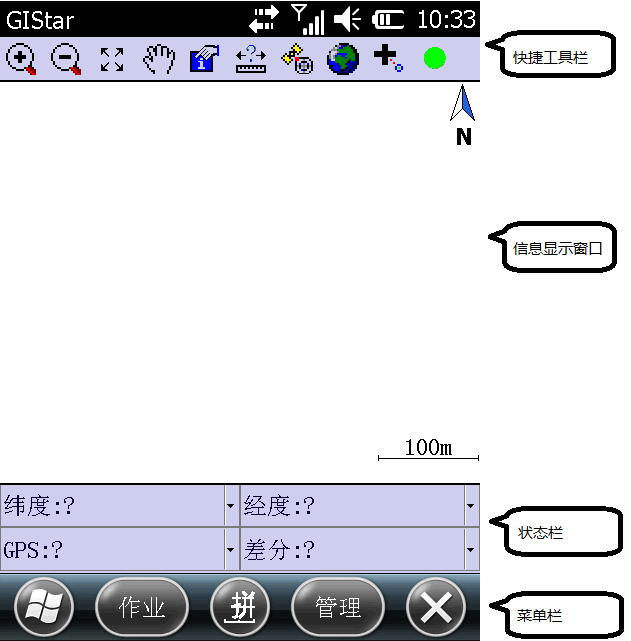 GIStar 10:33
快捷工具栏
N
信息显示窗口
100m
纬度:? 经度:?
GPS:? 差分:?
状态栏
作业 拼 管理
菜单栏